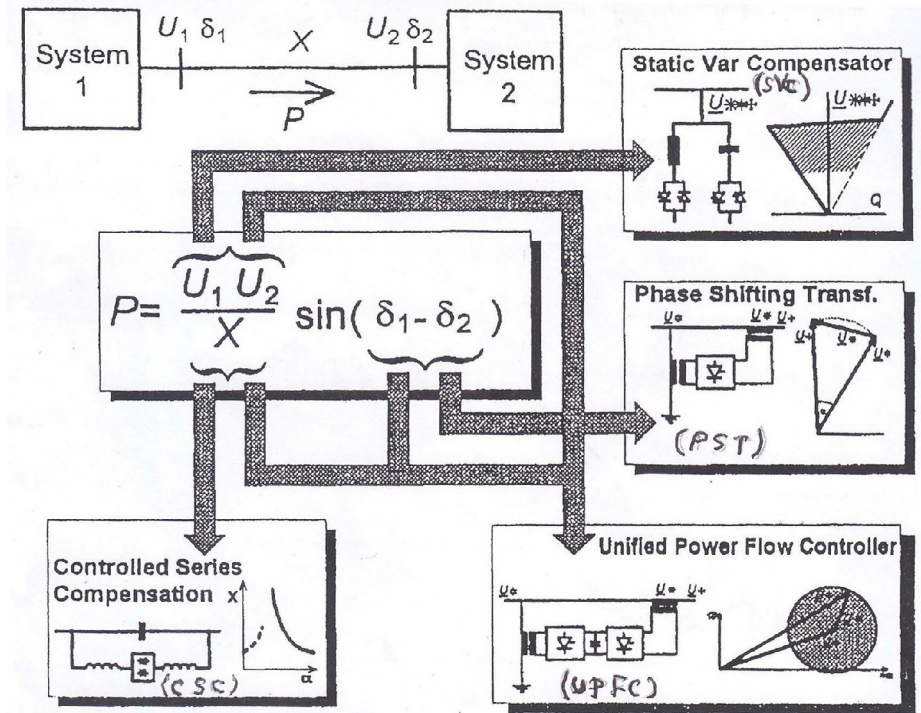 U1 δ1
X
U2 δ2
System
1
System
2
P
Static Var Compensator
(SVC)
Q
P= U1 U2 / X sin( δ1- δ2 )
Phase Shifting Transf.
(PST)
Controlled Series
Compensation
X
α
(CSC)
Unified Power Flow Controller
(UPFC)